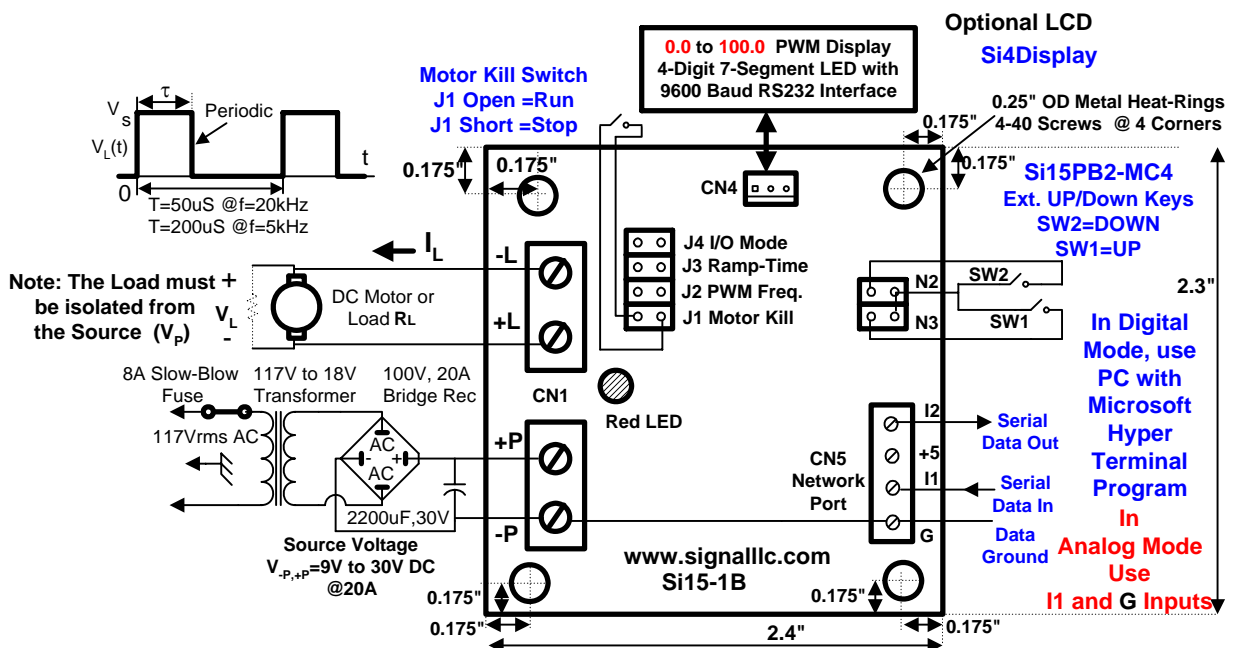 Optional LCD
Si4Display
0.0 to 100.0 PWM Display
4-Digit 7-Segment LED with
9600 Baud RS232 Interface
Motor Kill Switch
J1 Open =Run
J1 Short =Stop
0.25" OD Metal Heat-Rings
4-40 Screws @ 4 Corners
τ
Periodic
Vs
VL(t)
t
0
T=50uS @f=20kHz
T=200uS @f=5kHz
0.175"
0.175"
0.175"
0.175"
CN4
Si15PB2-MC4
Ext. UP/Down Keys
SW2=DOWN
SW1=UP
IL
-L
+L
CN1
J4 I/O Mode
J3 Ramp-Time
J2 PWM Freq.
J1 Motor Kill
N2
N3
SW2
SW1
2.3"
Note: The Load must
be isolated from
the Source (VP)
+
VL
-
DC Motor or
Load RL
Red LED
8A Slow-Blow
Fuse
117V to 18V
Transformer
100V, 20A
Bridge Rec
117Vrms AC
AC
- +
AC
2200uF,30V
+P
-P
Source Voltage
V-P,+P=9V to 30V DC
@20A
I2
+5
I1
G
CN5
Network
Port
Serial
Data Out
Serial
Data In
Data
Ground
In Digital
Mode, use
PC with
Microsoft
Hyper
Terminal
Program
In
Analog Mode
Use
I1 and G Inputs
www.signalllc.com
Si15-1B
0.175"
0.175"
0.175"
0.175"
2.4"